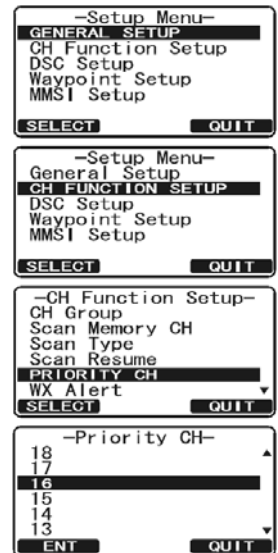 —Setup Menu—
GENERAL SETUP
CH Function Setup
DSC Setup
Waypoint Setup
MMSI Setup
SELECT QUIT
—Setup Menu—
General Setup
CH FUNCTION SETUP
DSC Setup
Waypoint Setup
MMSI Setup
SELECT QUIT
—CH Function Setup—
CH Group
Scan Memory CH
Scan Type
Scan Resume
PRIORITY CH
WX Alert ▼
SELECT QUIT
—Priority CH—
18 ▲
17
16
15
14
13 ▼
ENT QUIT